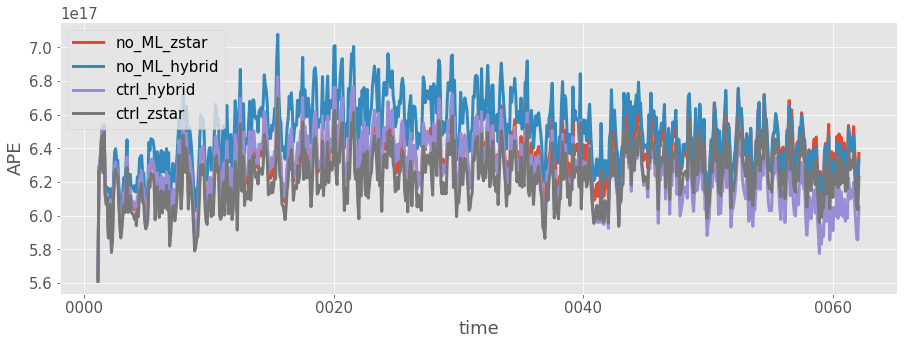 1e17
7.0
6.8
6.6
6.4
6.2
6.0
5.8
5.6
APE
no_ML_zstar
no_ML_hybrid
ctrl_hybrid
ctrl_zstar
0000 0020 0040 0060
time